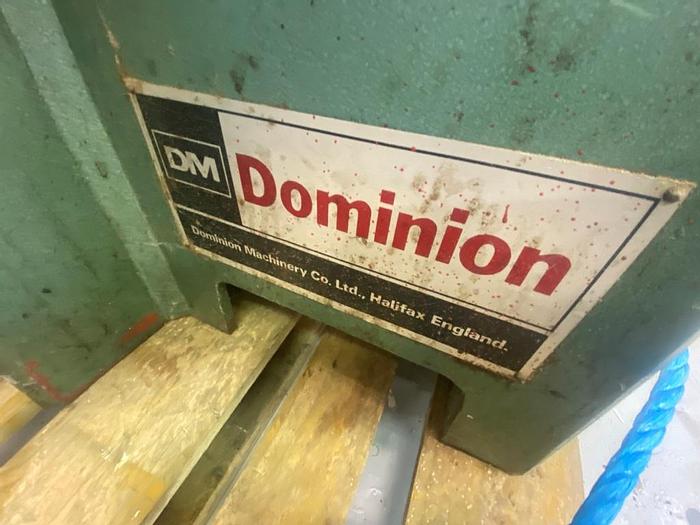 DM
Dominion
Dominion Machinery Co. Ltd., Halifax England.